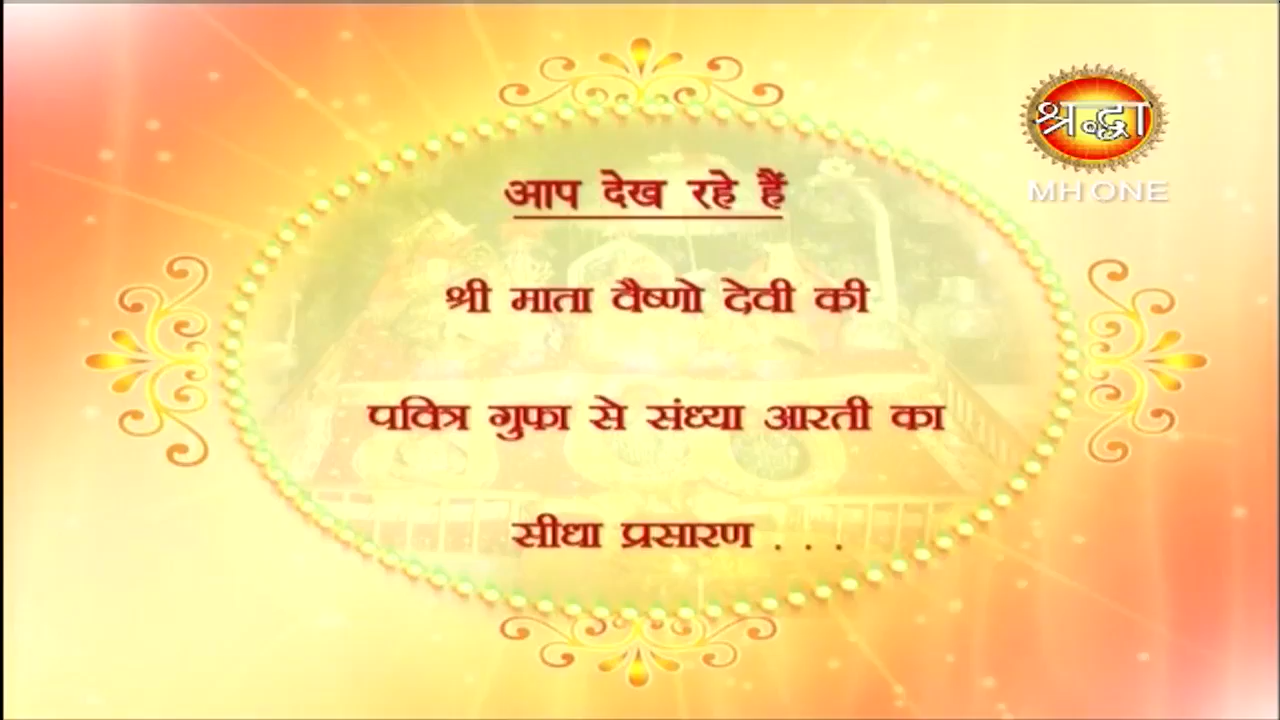 श्रद्धा
MH ONE
आप देख रहे हैं
श्री माता वैष्णो देवी की
पवित्र गुफा से संध्या आरती का
सीधा प्रसारण . . .